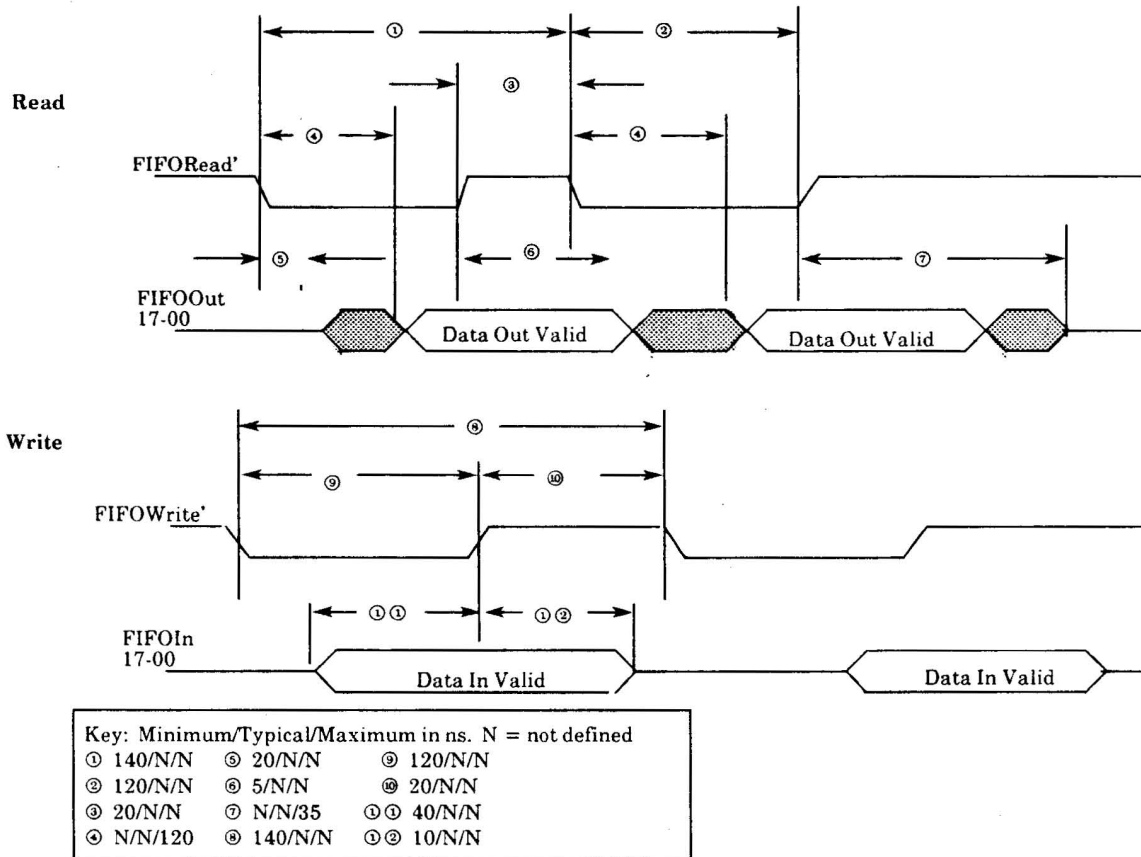 ① ②
③
Read
④ ④
FIFORead'
⑤ ⑥ ⑦
FIFOOut
17-00
Data Out Valid Data Out Valid
Write
⑧
⑨ ⑩
FIFOWrite'
①① ①②
FIFOIn
17-00
Data In Valid Data In Valid
Key: Minimum/Typical/Maximum in ns. N = not defined
① 140/N/N ⑤ 20/N/N ⑨ 120/N/N
② 120/N/N ⑥ 5/N/N ⑩ 20/N/N
③ 20/N/N ⑦ N/N/35 ①① 40/N/N
④ N/N/120 ⑧ 140/N/N ①② 10/N/N